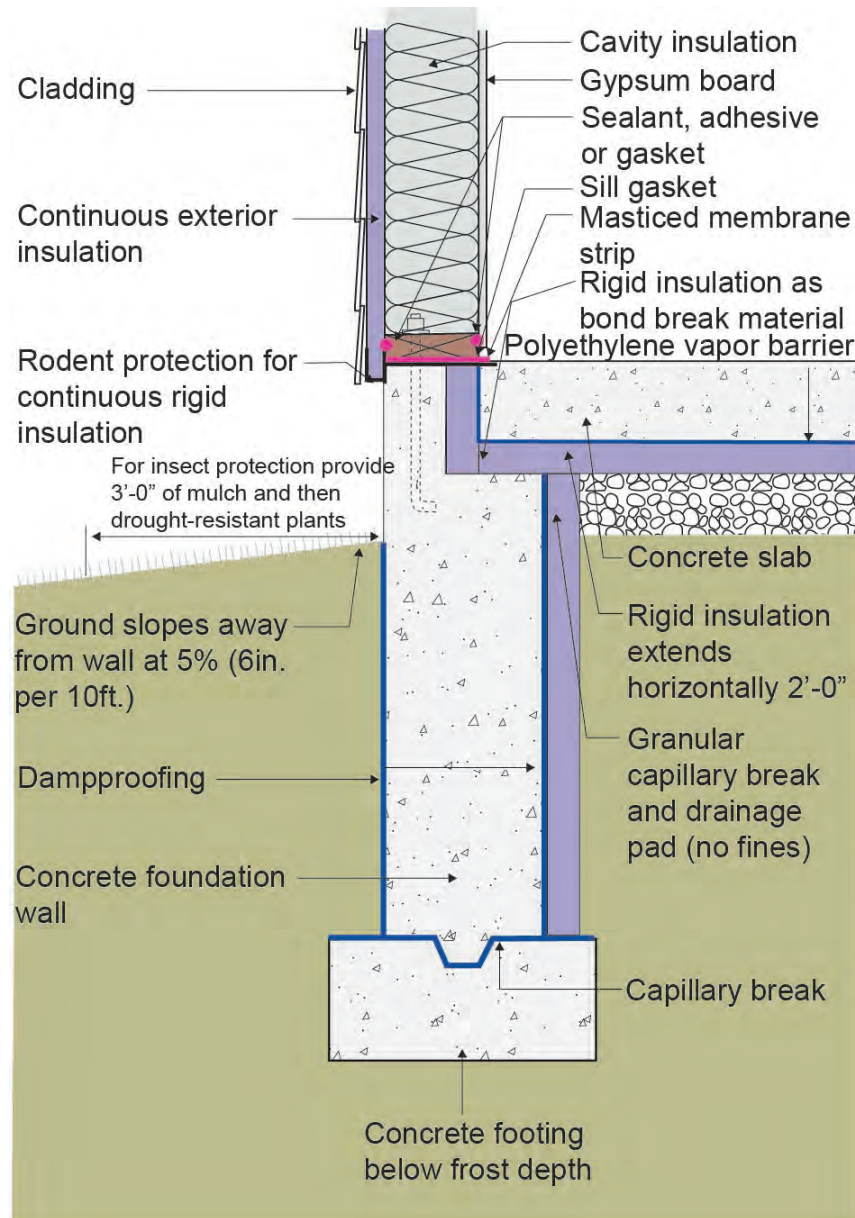 Cladding
Continuous exterior
insulation
Rodent protection for
continuous rigid
insulation
For insect protection provide
3'-0” of mulch and then
drought-resistant plants
Ground slopes away
from wall at 5% (6in.
per 10ft.)
Dampproofing
Concrete foundation
wall
Cavity insulation
Gypsum board
Sealant, adhesive
or gasket
Sill gasket
Masticed membrane
strip
Rigid insulation as
bond break material
Polyethylene vapor barrier
Concrete slab
Rigid insulation
extends
horizontally 2’-0”
Granular
capillary break
and drainage
pad (no fines)
Capillary break
Concrete footing
below frost depth